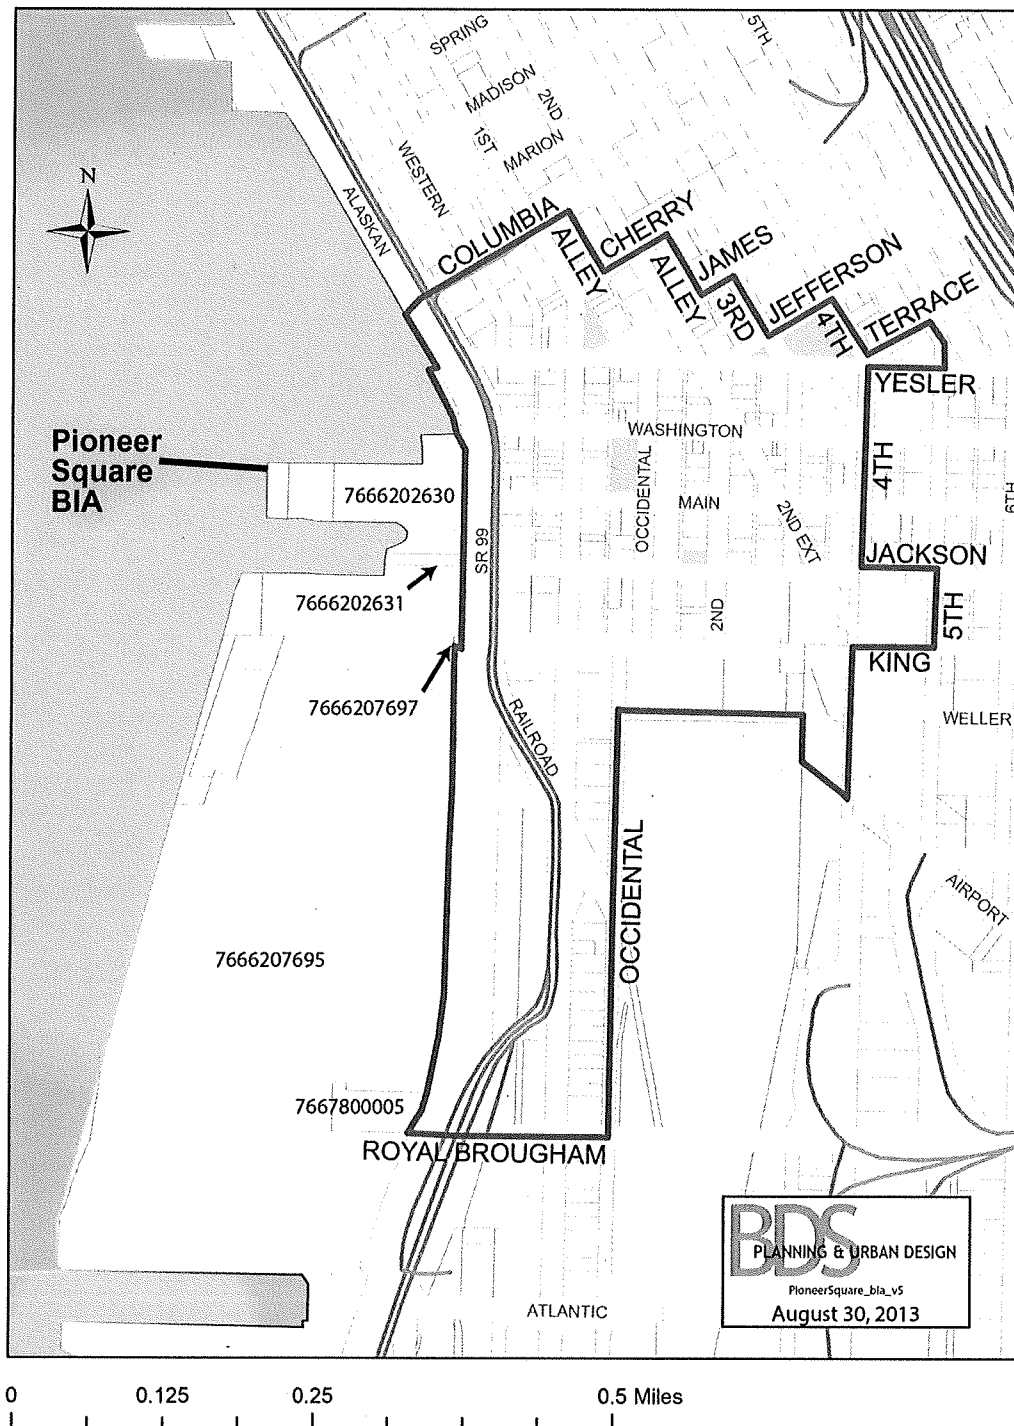 SPRING
5TH
MADISON
2ND
1ST
MARION
WESTERN
N
ALASKAN
COLUMBIA
ALLEY
CHERRY
ALLEY
JAMES
3RD
JEFFERSON
4TH
TERRACE
YESLER
Pioneer
Square
BIA
WASHINGTON
OCCIDENTAL
MAIN
4TH
6TH
7666202630
2ND EXT
SR 99
JACKSON
7666202631
2ND
5TH
KING
7666207697
RAILROAD
WELLER
OCCIDENTAL
AIRPORT
7666207695
7667800005
ROYAL BROUGHAM
BDS
PLANNING & URBAN DESIGN
PioneerSquare_bia_v5
August 30, 2013
ATLANTIC
0 0.125 0.25 0.5 Miles